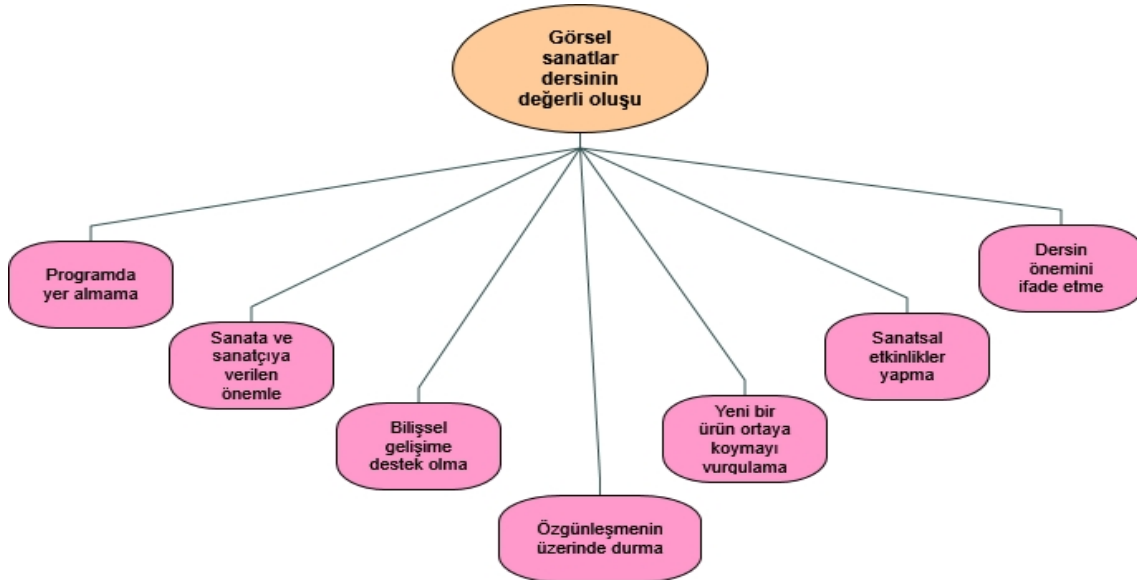 Görsel
sanatlar
dersinin
değerli oluşu
Programda
yer almama
Sanata ve
sanatçıya
verilen
önemle
Bilişsel
gelişime
destek olma
Özgünleşmenin
üzerinde durma
Yeni bir
ürün ortaya
koymayı
vurgulama
Sanatsal
etkinlikler
yapma
Dersin
önemini
ifade etme